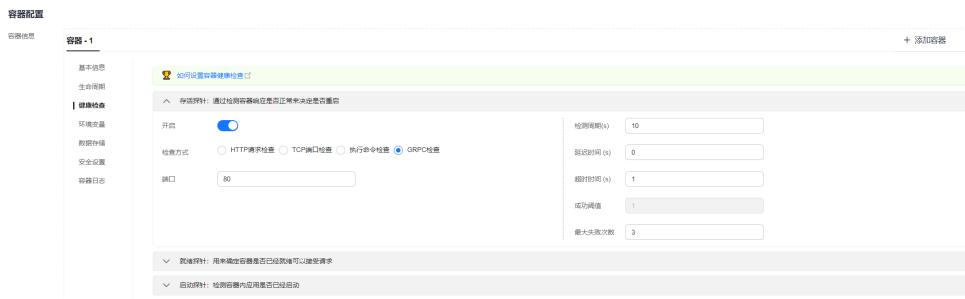 容器配置
容器信息
容器 - 1
+ 添加容器
基本信息
生命周期
健康检查
环境变量
数据存储
安全设置
容器日志
如何设置容器健康检查
存活探针：通过检测容器响应是否正常来决定是否重启
开启
检查方式
HTTP请求检查
TCP端口检查
执行命令检查
GRPC检查
端口
80
检测周期(s)
10
延迟时间 (s)
0
超时时间 (s)
1
成功阈值
1
最大失败次数
3
就绪探针：用来确定容器是否已经就绪可以接受请求
启动探针：检测容器内应用是否已经启动